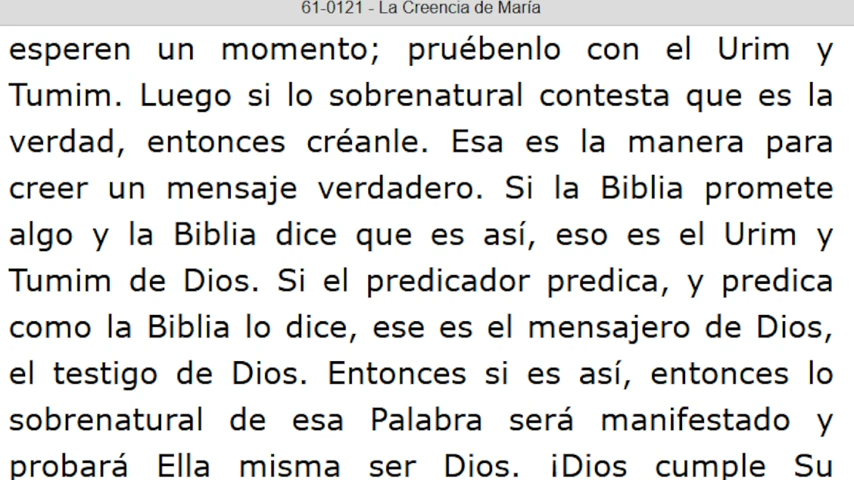 61-0121 - La Creencia de María
esperen un momento; pruébenlo con el Urim y
Tumim. Luego si lo sobrenatural contesta que es la
verdad, entonces créanle. Esa es la manera para
creer un mensaje verdadero. Si la Biblia promete
algo y la Biblia dice que es así, eso es el Urim y
Tumim de Dios. Si el predicador predica, y predica
como la Biblia lo dice, ese es el mensajero de Dios,
el testigo de Dios. Entonces si es así, entonces lo
sobrenatural de esa Palabra será manifestado y
probará Ella misma ser Dios. ¡Dios cumple Su